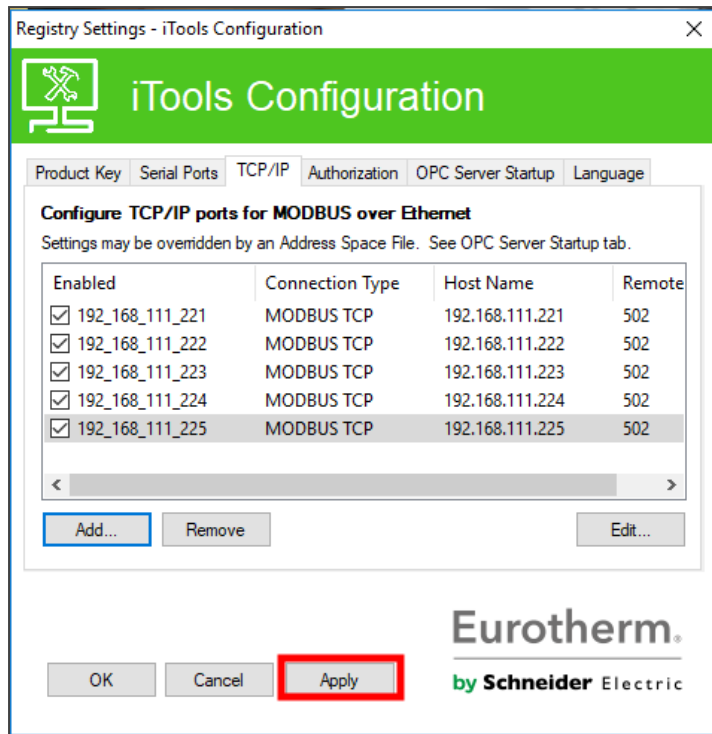 Registry Settings - iTools Configuration
iTools Configuration
Product Key Serial Ports TCP/IP Authorization OPC Server Startup Language
Configure TCP/IP ports for MODBUS over Ethernet
Settings may be overridden by an Address Space File. See OPC Server Startup tab.
Enabled Connection Type Host Name Remote
192_168_111_221 MODBUS TCP 192.168.111.221 502
192_168_111_222 MODBUS TCP 192.168.111.222 502
192_168_111_223 MODBUS TCP 192.168.111.223 502
192_168_111_224 MODBUS TCP 192.168.111.224 502
192_168_111_225 MODBUS TCP 192.168.111.225 502
Add... Remove Edit...
Eurotherm®
OK Cancel Apply by Schneider Electric